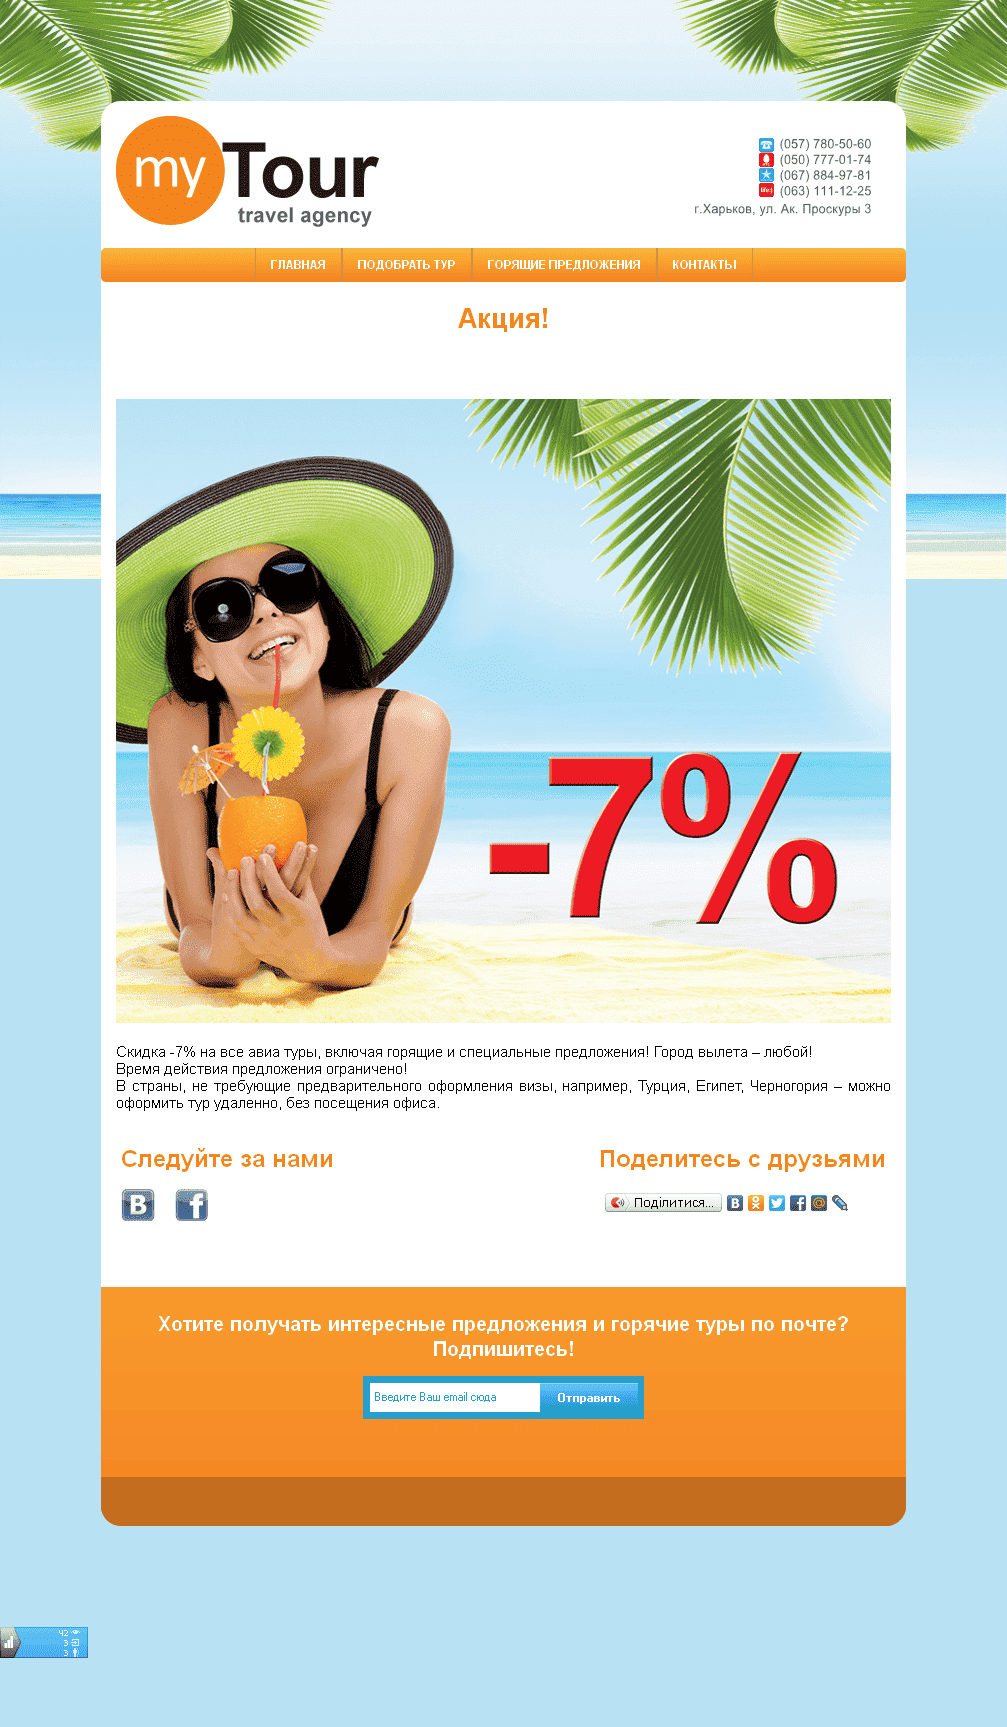 my Tour
travel agency
(057) 780-50-60
(050) 777-01-74
life:) (063) 111-12-25
(067) 884-97-81
г.Харьков, ул. Ак. Проскуры 3
ГЛАВНАЯ ПОДОБРАТЬ ТУР ГОРЯЩИЕ ПРЕДЛОЖЕНИЯ КОНТАКТЫ
Акция!
-7%
Скидка -7% на все авиа туры, включая горящие и специальные предложения! Город вылета – любой!
Время действия предложения ограничено!
В страны, не требующие предварительного оформления визы, например, Турция, Египет, Черногория – можно
оформить тур удаленно, без посещения офиса.
Следуйте за нами
Поделитесь с друзьями
Поділитися...
Хотите получать интересные предложения и горячие туры по почте?
Подпишитесь!
Введите Ваш email сюда Отправить
42
3
3